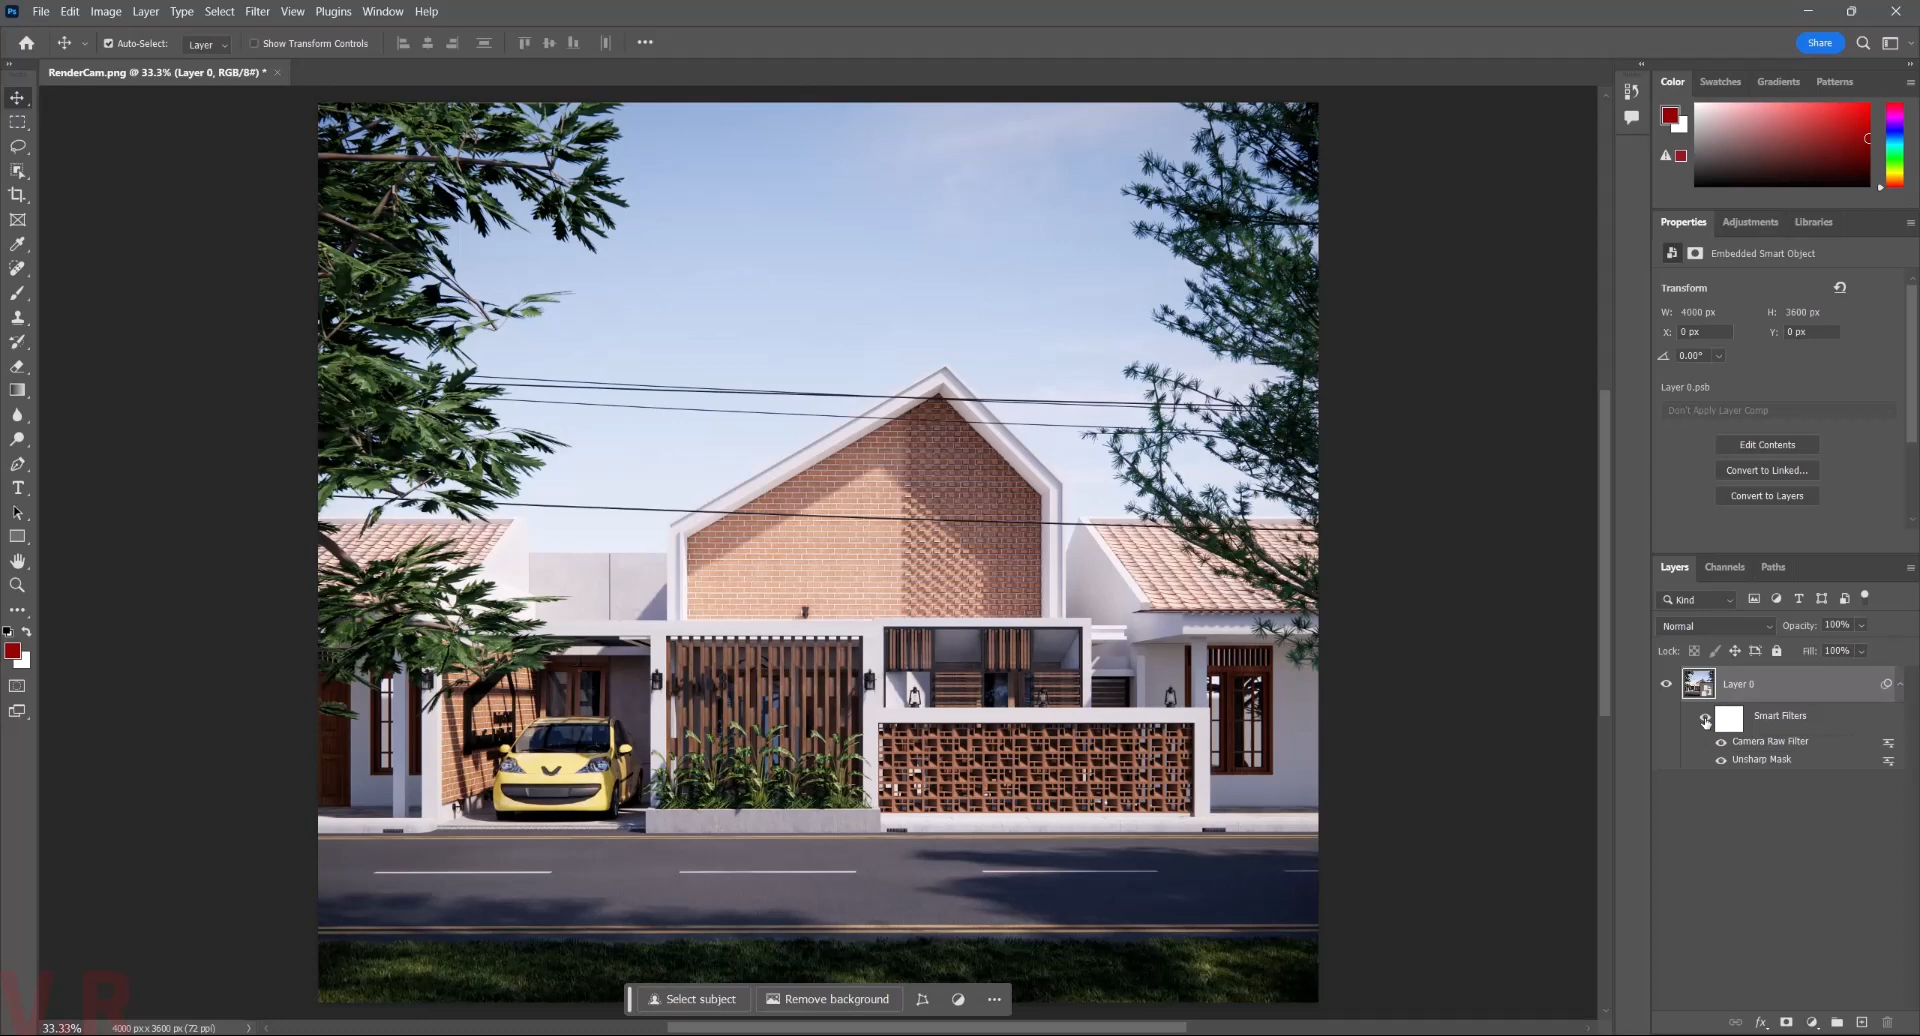 Ps File Edit Image Layer Type Select Filter View Plugins Window Help
Auto-Select: Layer Show Transform Controls ••• Share
RenderCam.png @ 33.3% (Layer 0, RGB/8#) * ×
Color Swatches Gradients Patterns
Properties Adjustments Libraries
Embedded Smart Object
Transform
W: 4000 px H: 3600 px
X: 0 px Y: 0 px
0.00°
Layer 0.psb
Don't Apply Layer Comp
Edit Contents
Convert to Linked...
Convert to Layers
Layers Channels Paths
Kind
Normal Opacity: 100%
Lock: Fill: 100%
Layer 0
Smart Filters
Camera Raw Filter
Unsharp Mask
Select subject Remove background •••
V R
33.33% 4000 px x 3600 px (72 ppi)
fx